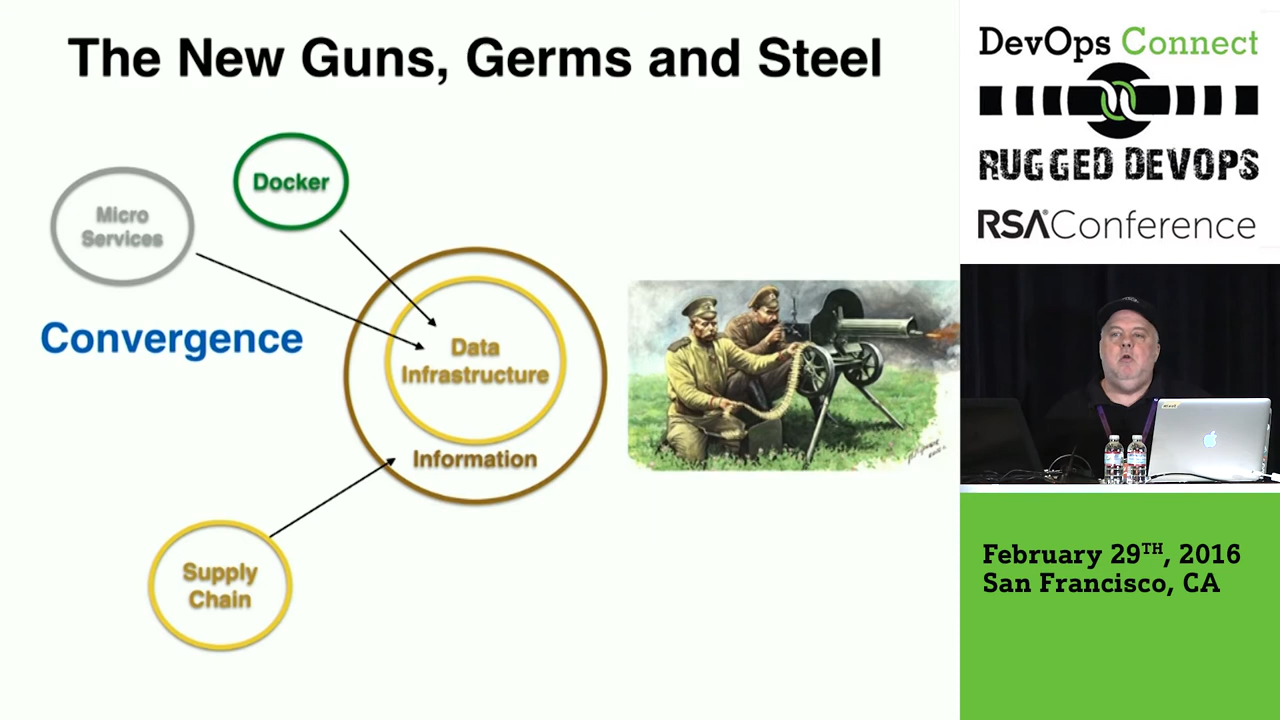 The New Guns, Germs and Steel
Docker
Micro
Services
Convergence
Data
Infrastructure
Information
Supply
Chain
DevOps Connect
RUGGED DEVOPS
RSAConference
February 29TH, 2016
San Francisco, CA